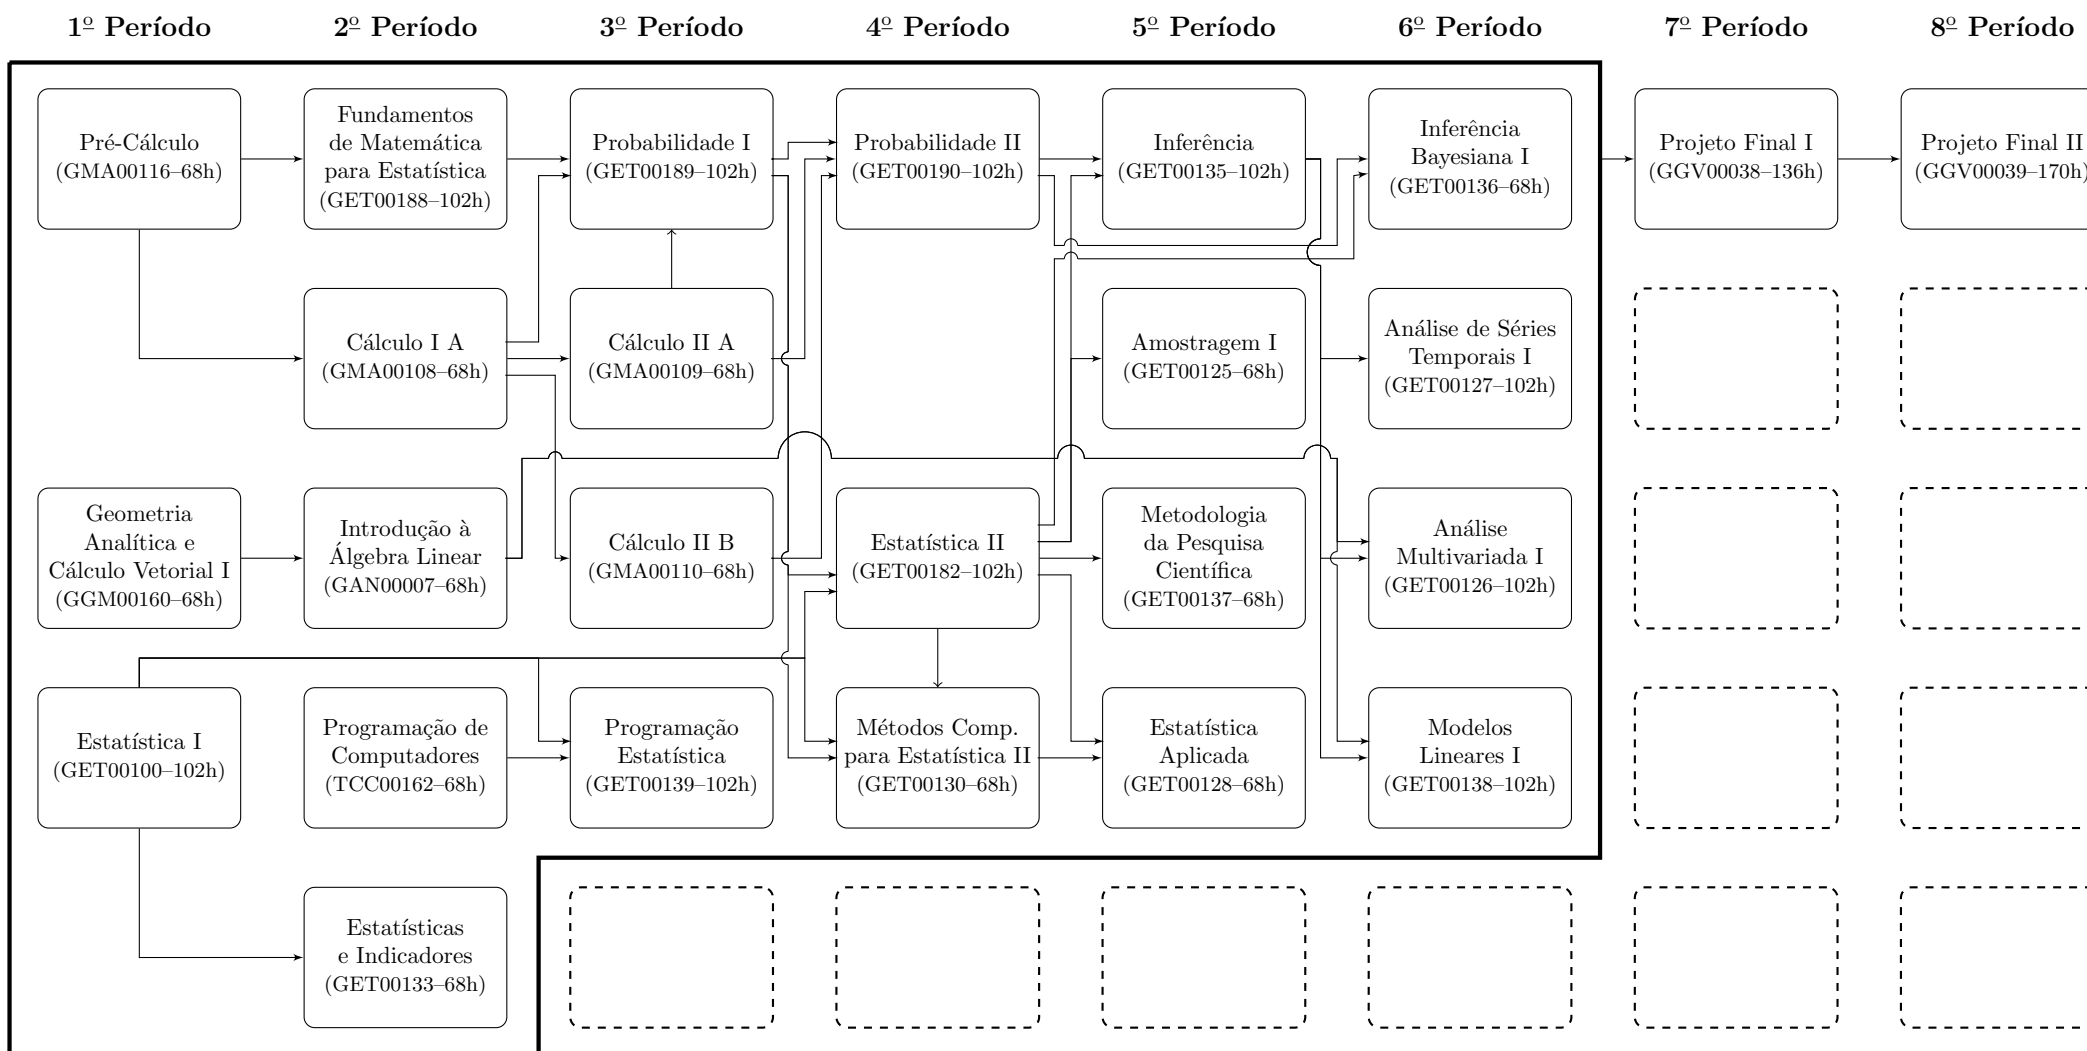 1º Período
2º Período
3º Período
4º Período
5º Período
6º Período
7º Período
8º Período
Pré-Cálculo
(GMA00116–68h)
Fundamentos
de Matemática
para Estatística
(GET00188–102h)
Probabilidade I
(GET00189–102h)
Probabilidade II
(GET00190–102h)
Inferência
(GET00135–102h)
Inferência
Bayesiana I
(GET00136–68h)
Projeto Final I
(GGV00038–136h)
Projeto Final II
(GGV00039–170h)
Cálculo I A
(GMA00108–68h)
Cálculo II A
(GMA00109–68h)
Amostragem I
(GET00125–68h)
Análise de Séries
Temporais I
(GET00127–102h)
Geometria
Analítica e
Cálculo Vetorial I
(GGM00160–68h)
Introdução à
Álgebra Linear
(GAN00007–68h)
Cálculo II B
(GMA00110–68h)
Estatística II
(GET00182–102h)
Metodologia
da Pesquisa
Científica
(GET00137–68h)
Análise
Multivariada I
(GET00126–102h)
Estatística I
(GET00100–102h)
Programação de
Computadores
(TCC00162–68h)
Programação
Estatística
(GET00139–102h)
Métodos Comp.
para Estatística II
(GET00130–68h)
Estatística
Aplicada
(GET00128–68h)
Modelos
Lineares I
(GET00138–102h)
Estatísticas
e Indicadores
(GET00133–68h)